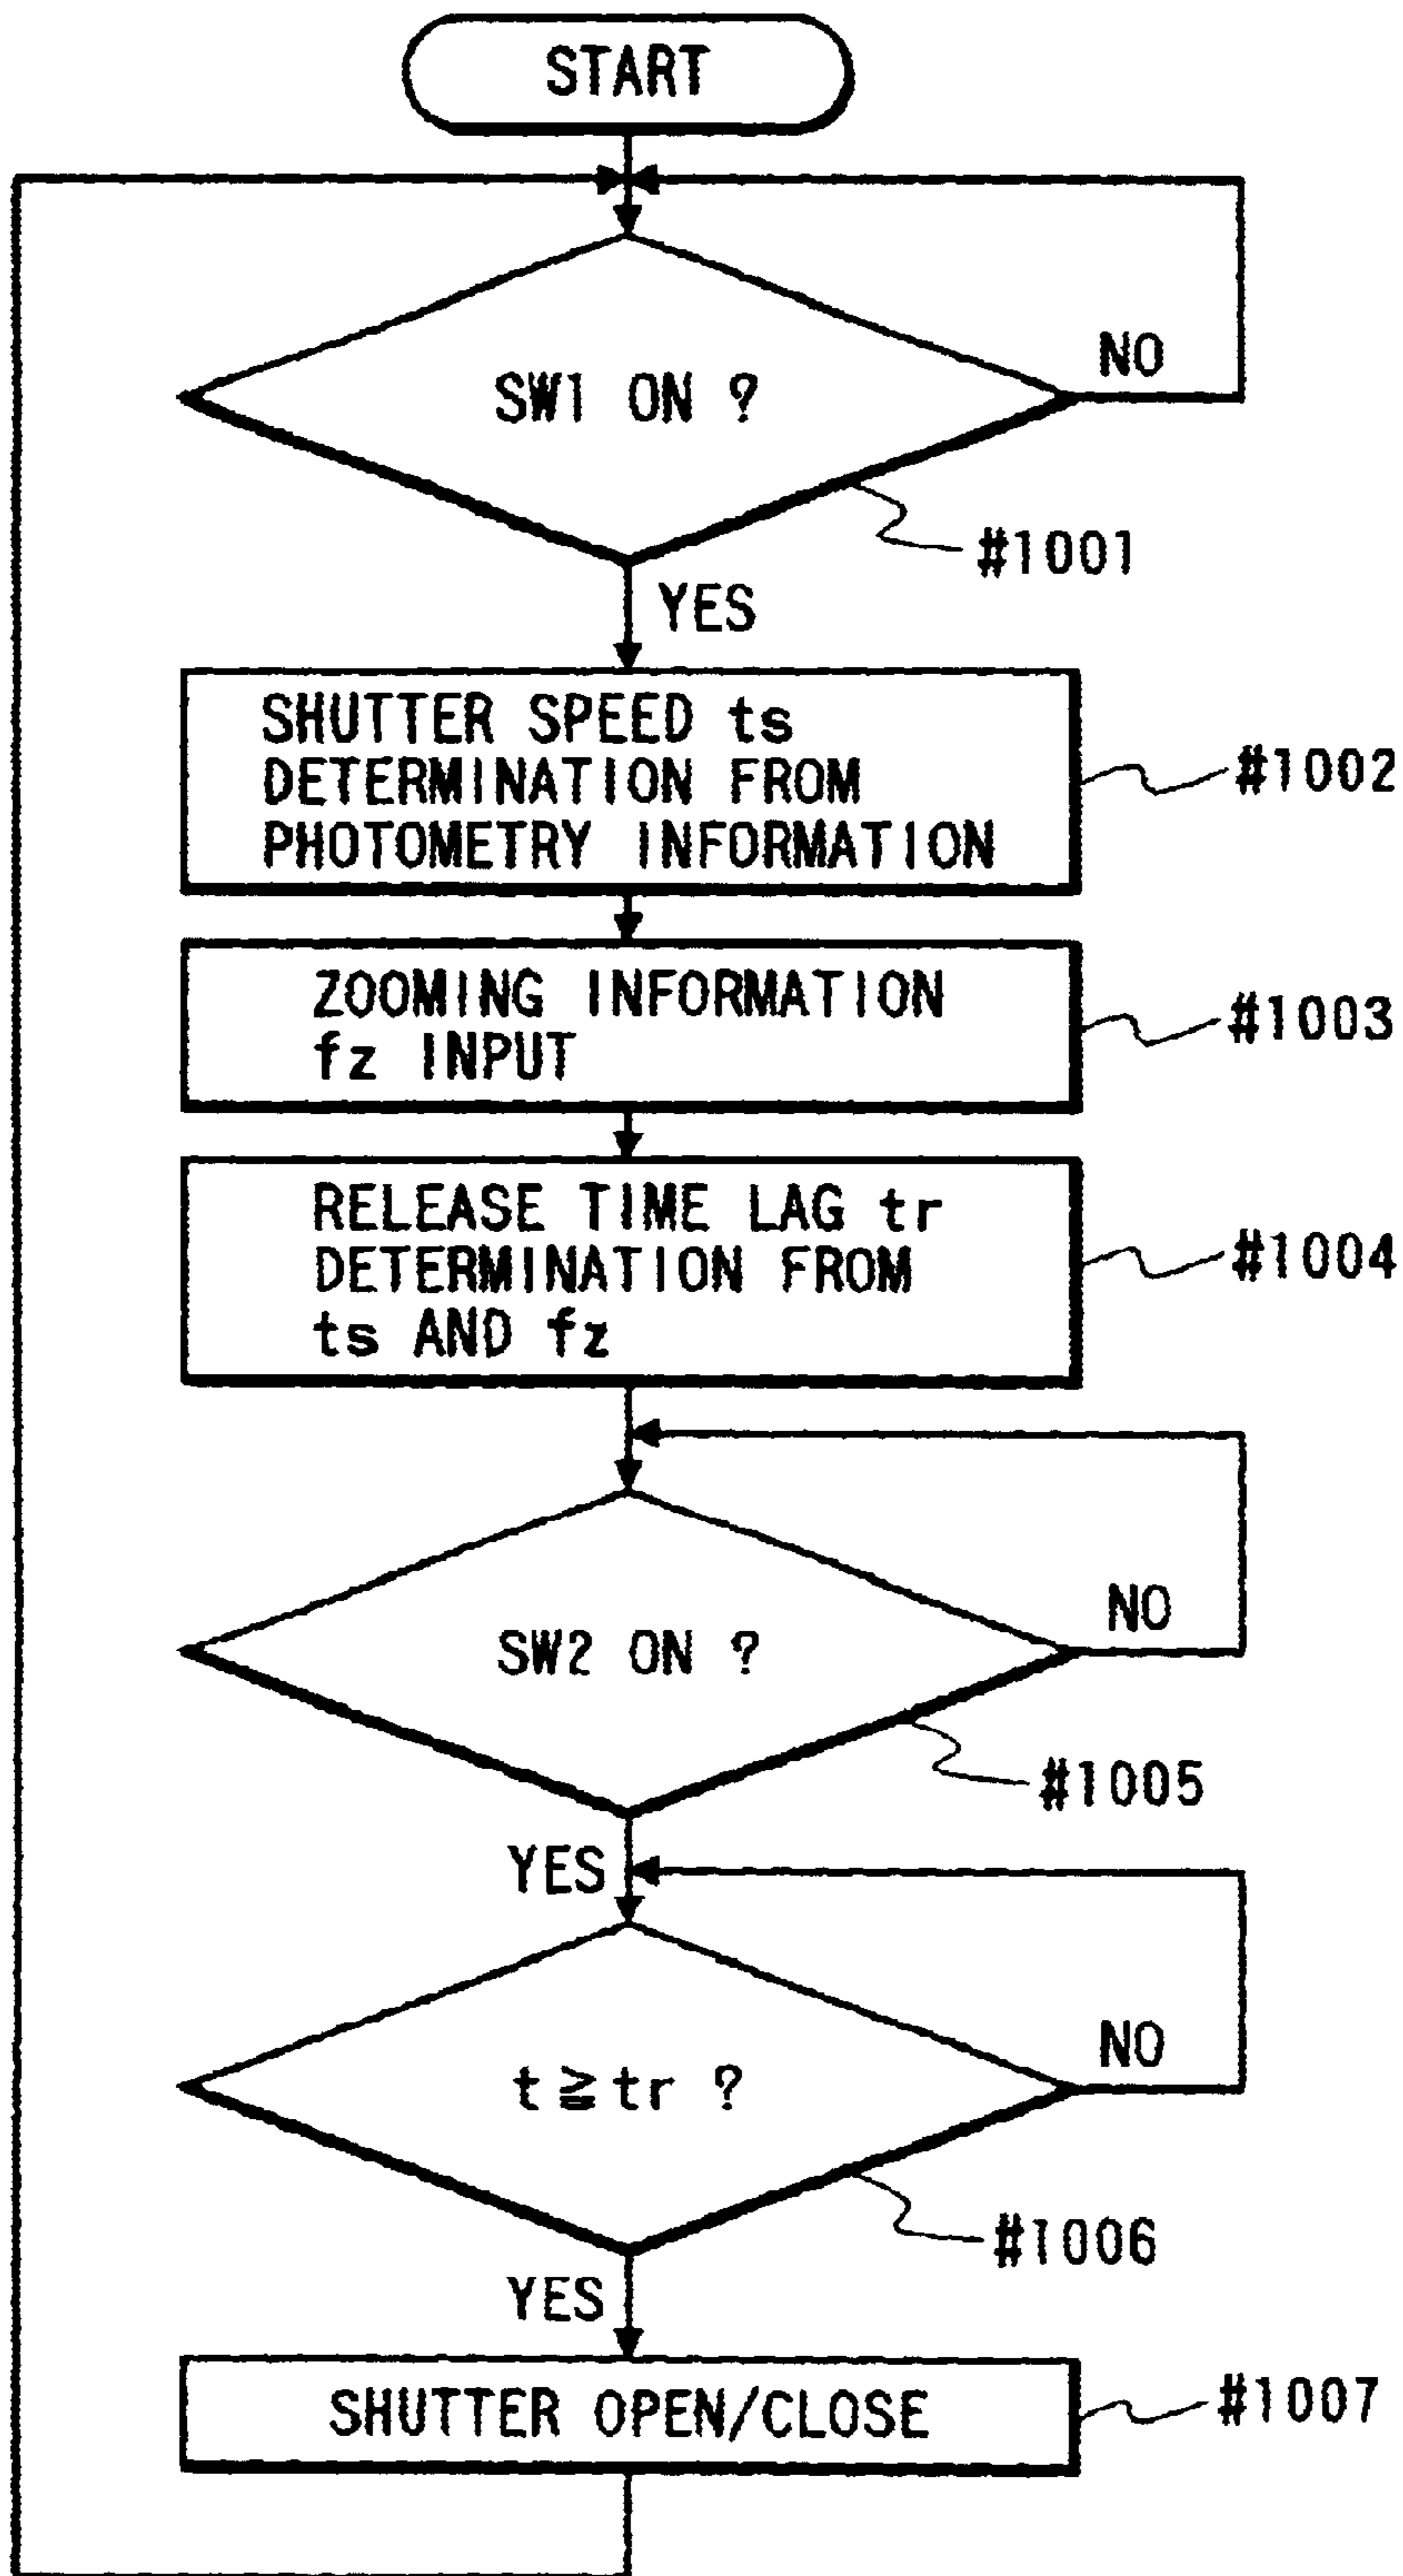 START
SW1 ON ?
NO
#1001
YES
SHUTTER SPEED ts
DETERMINATION FROM
PHOTOMETRY INFORMATION
#1002
ZOOMING INFORMATION
fz INPUT
#1003
RELEASE TIME LAG tr
DETERMINATION FROM
ts AND fz
#1004
SW2 ON ?
NO
#1005
YES
t≧tr ?
NO
#1006
YES
SHUTTER OPEN/CLOSE
#1007